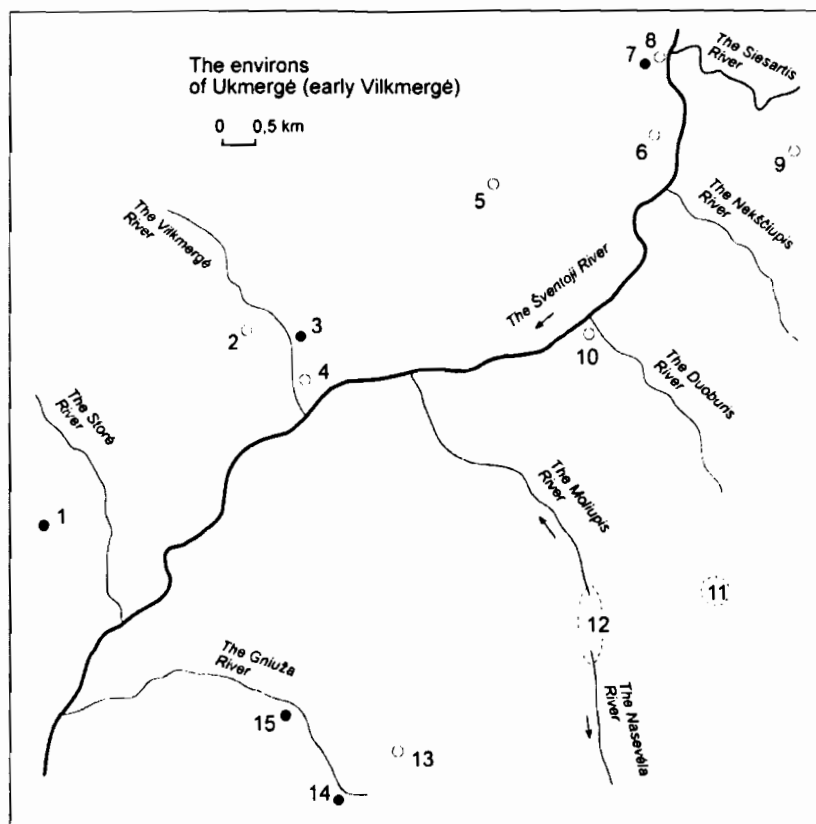 The environs
of Ukmergė (early Vilkmergė)
0 0,5 km
8
7
The Siesartis
River
6
9
5
The Nekščiupis
River
The Vilkmergė
River
The Šventoji River
2
3
4
10
The Duoburis
River
The Storė
River
The Moliupis
River
1
11
12
The Gniuža
River
The Nasevėla
River
15
13
14